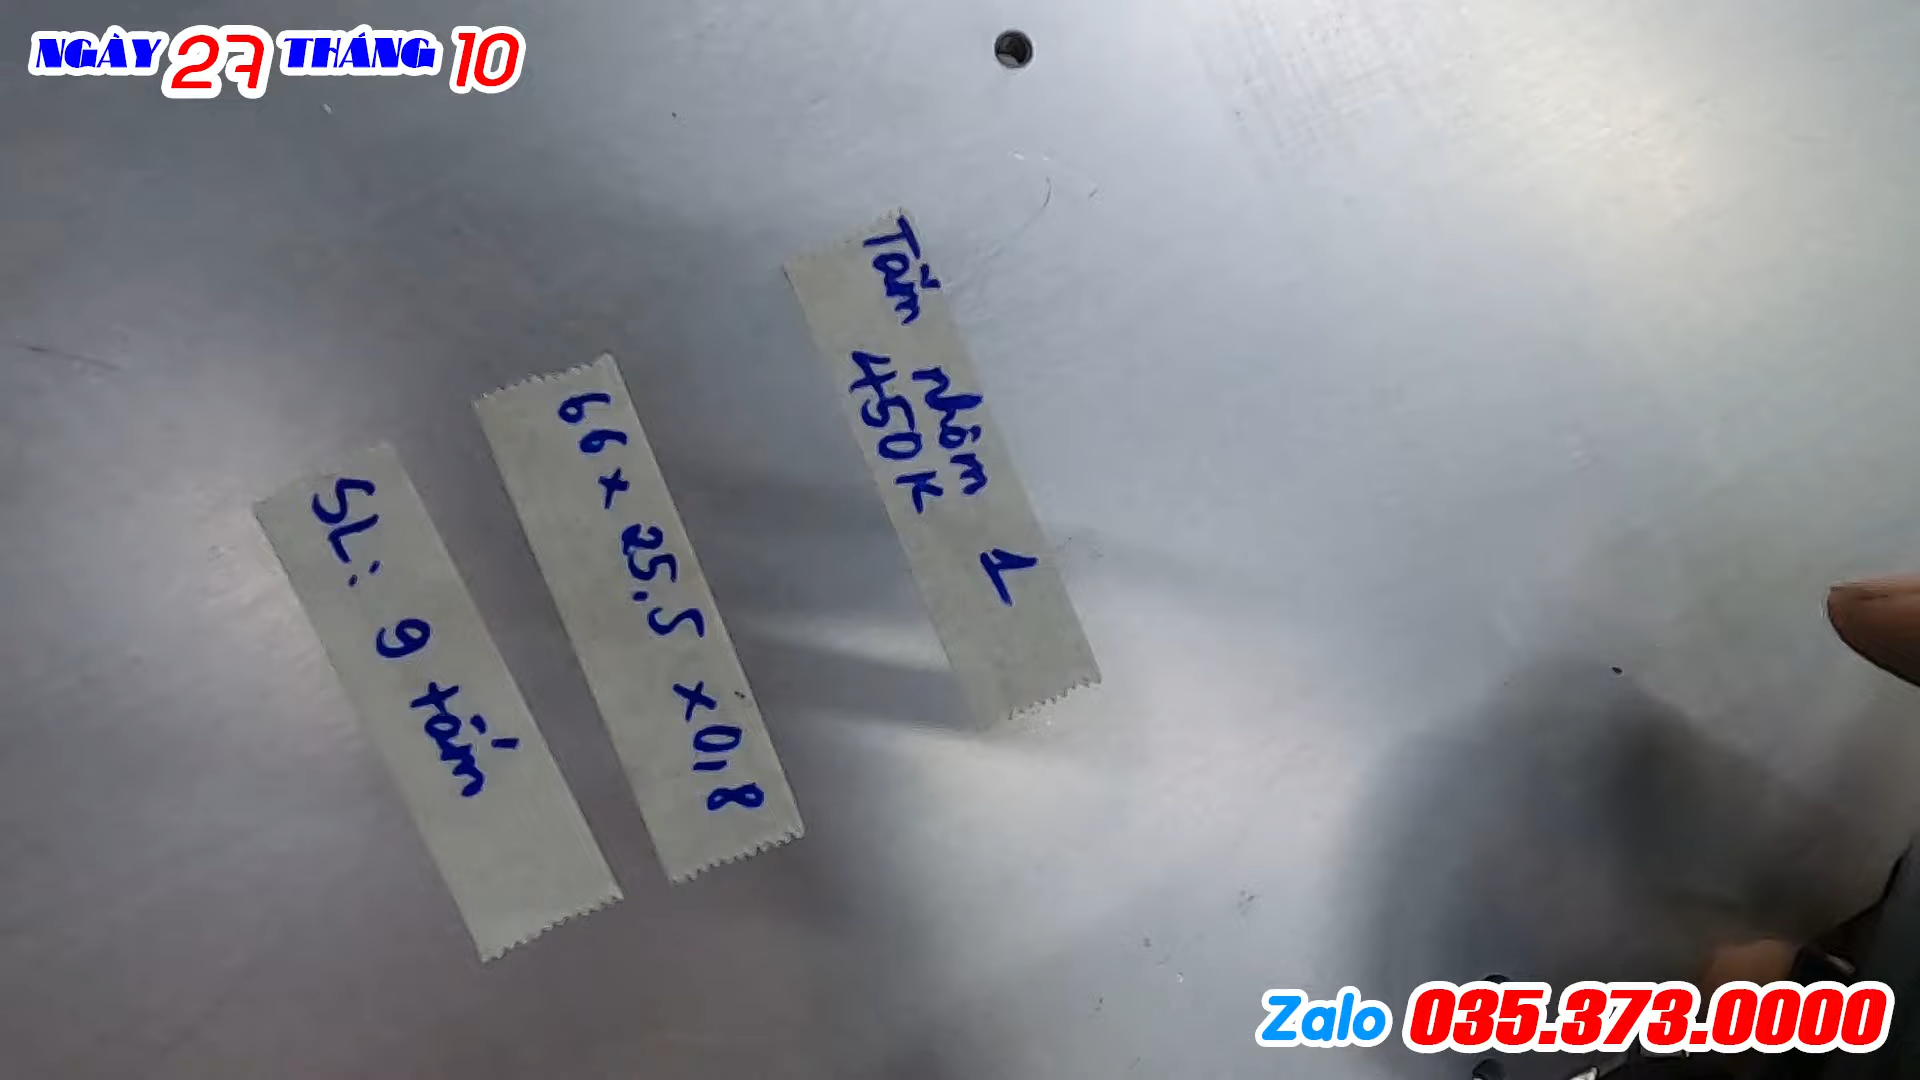 NGÀY 27 THÁNG 10
Tấm nhôm 1
450K
66 x 25.5 x 0,8
SL: 9 tấm
Zalo 035.373.0000